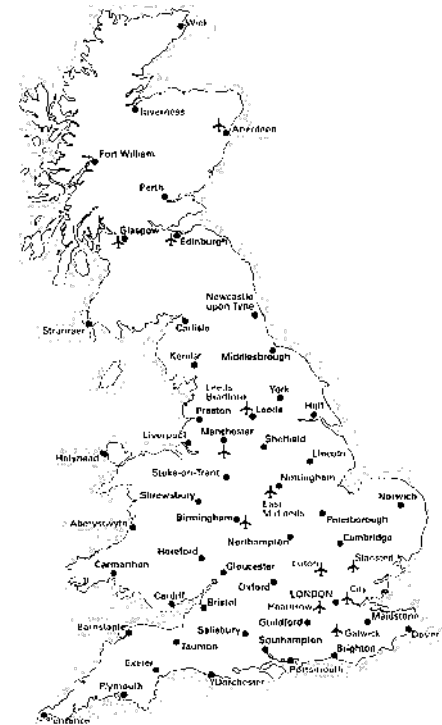 Wick
Inverness
Aberdeen
Fort William
Perth
Glasgow
Edinburgh
Newcastle
upon Tyne
Stranraer
Carlisle
Middlesbrough
Kendal
Leeds
Bradford
York
Preston
Leeds
Hull
Liverpool
Manchester
Sheffield
Holyhead
Lincoln
Stoke-on-Trent
Nottingham
Shrewsbury
East
Midlands
Norwich
Aberystwyth
Birmingham
Peterborough
Northampton
Cambridge
Hereford
Stansted
Carmarthen
Gloucester
Luton
Oxford
City
Cardiff
LONDON
Bristol
Heathrow
Maidstone
Barnstaple
Salisbury
Guildford
Gatwick
Dover
Taunton
Southampton
Brighton
Exeter
Portsmouth
Plymouth
Dorchester
Penzance